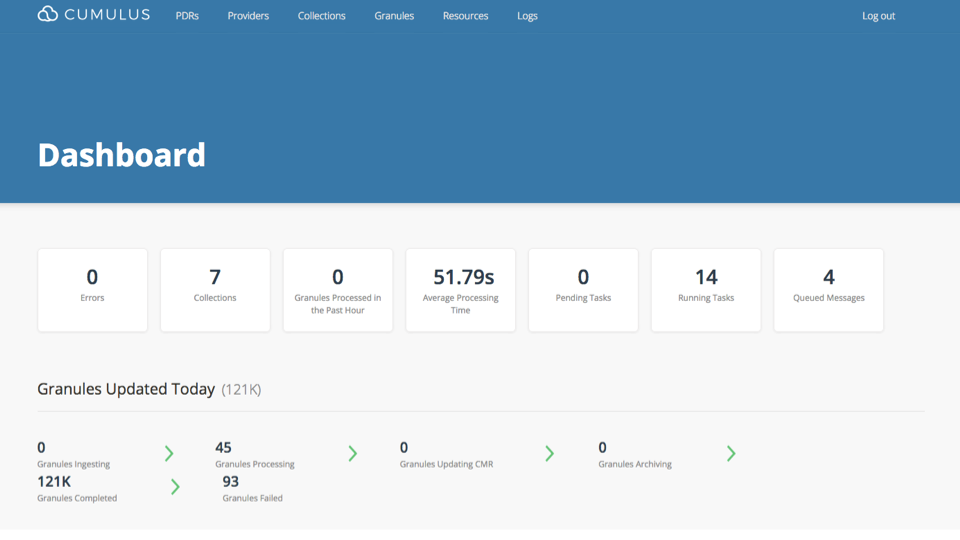 CUMULUS PDRs Providers Collections Granules Resources Logs Log out
Dashboard
0 7 0 51.79s 0 14 4
Errors Collections Granules Processed in Average Processing Pending Tasks Running Tasks Queued Messages
the Past Hour Time
Granules Updated Today (121K)
0 45 0 0
Granules Ingesting Granules Processing Granules Updating CMR Granules Archiving
121K 93
Granules Completed Granules Failed